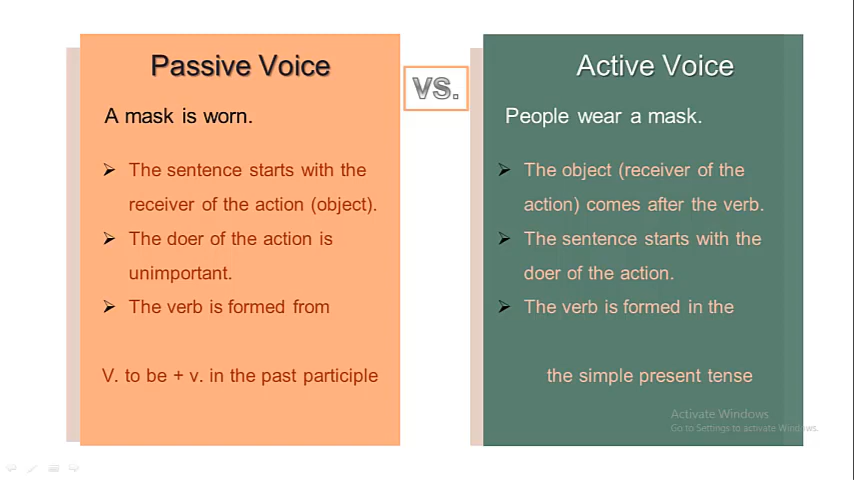 Passive Voice
A mask is worn.
➢ The sentence starts with the
receiver of the action (object).
➢ The doer of the action is
unimportant.
➢ The verb is formed from
V. to be + v. in the past participle
VS.
Active Voice
People wear a mask.
➢ The object (receiver of the
action) comes after the verb.
➢ The sentence starts with the
doer of the action.
➢ The verb is formed in the
the simple present tense
Activate Windows
Go to Settings to activate Windows.